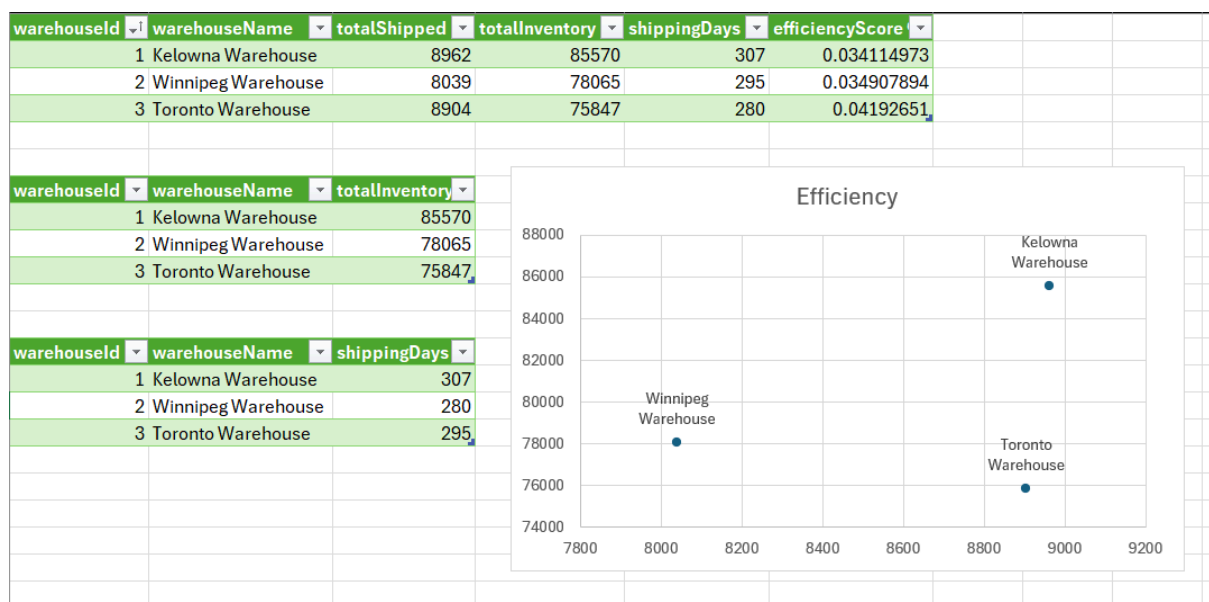 warehouseId warehouseName totalShipped totalInventory shippingDays efficiencyScore
1 Kelowna Warehouse 8962 85570 307 0.034114973
2 Winnipeg Warehouse 8039 78065 295 0.034907894
3 Toronto Warehouse 8904 75847 280 0.04192651
warehouseId warehouseName totalInventory
1 Kelowna Warehouse 85570
2 Winnipeg Warehouse 78065
3 Toronto Warehouse 75847
warehouseId warehouseName shippingDays
1 Kelowna Warehouse 307
2 Winnipeg Warehouse 280
3 Toronto Warehouse 295
Efficiency
88000
86000
84000
82000
80000
78000
76000
74000
Kelowna
Warehouse
Winnipeg
Warehouse
Toronto
Warehouse
7800 8000 8200 8400 8600 8800 9000 9200